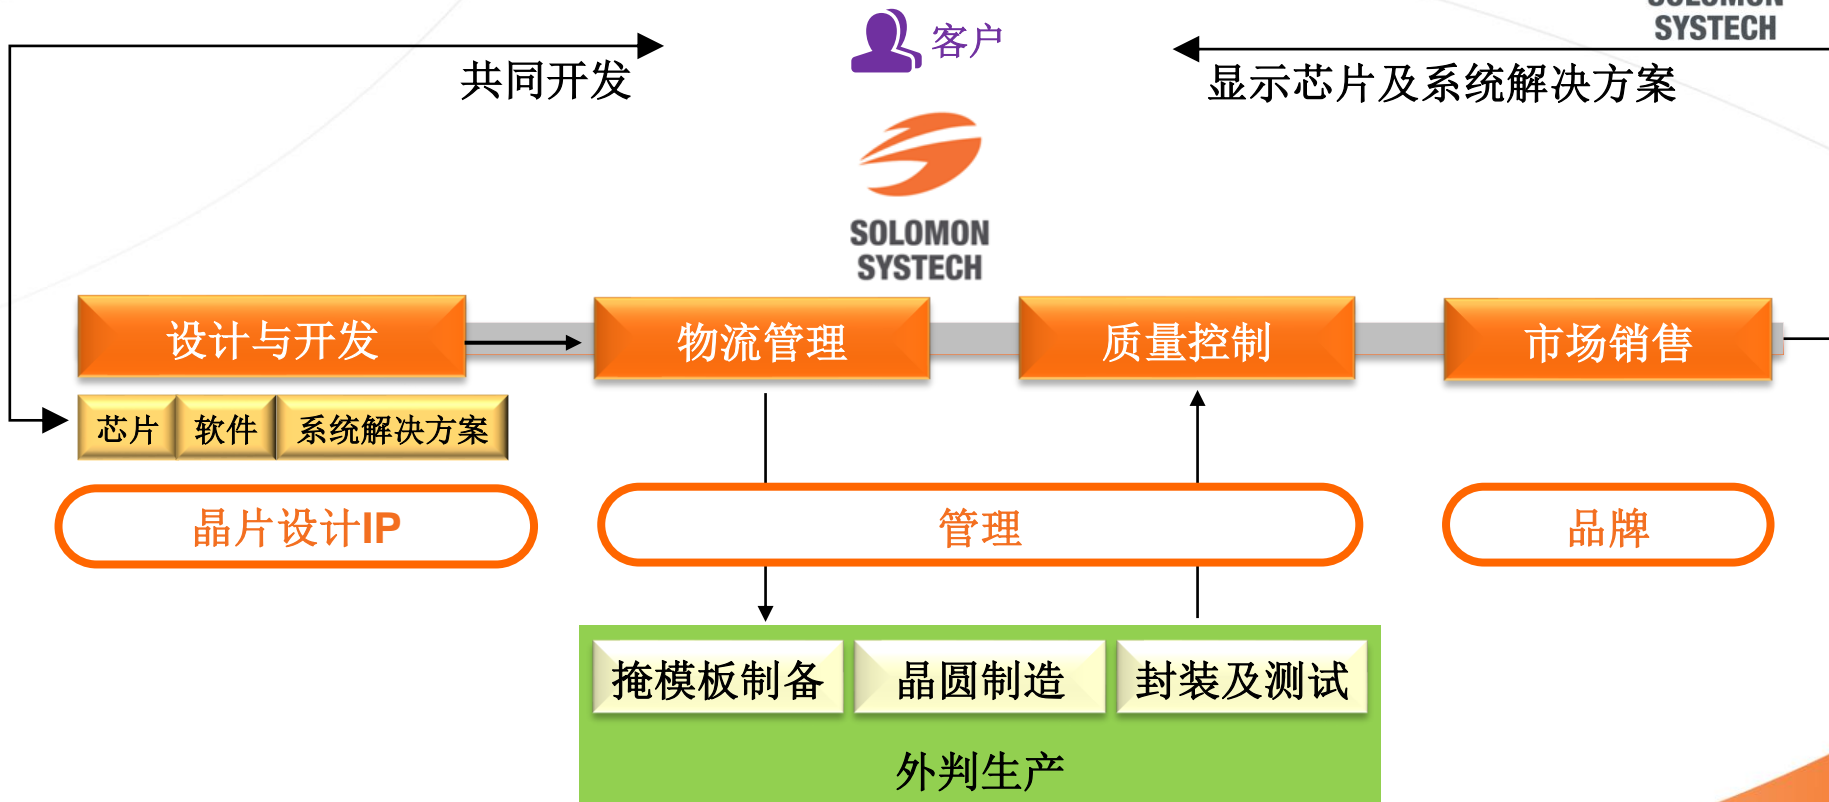 SOLOMON
SYSTECH
客户
共同开发
显示芯片及系统解决方案
SOLOMON
SYSTECH
设计与开发
物流管理
质量控制
市场销售
芯片
软件
系统解决方案
晶片设计IP
管理
品牌
掩模板制备
晶圆制造
封装及测试
外判生产